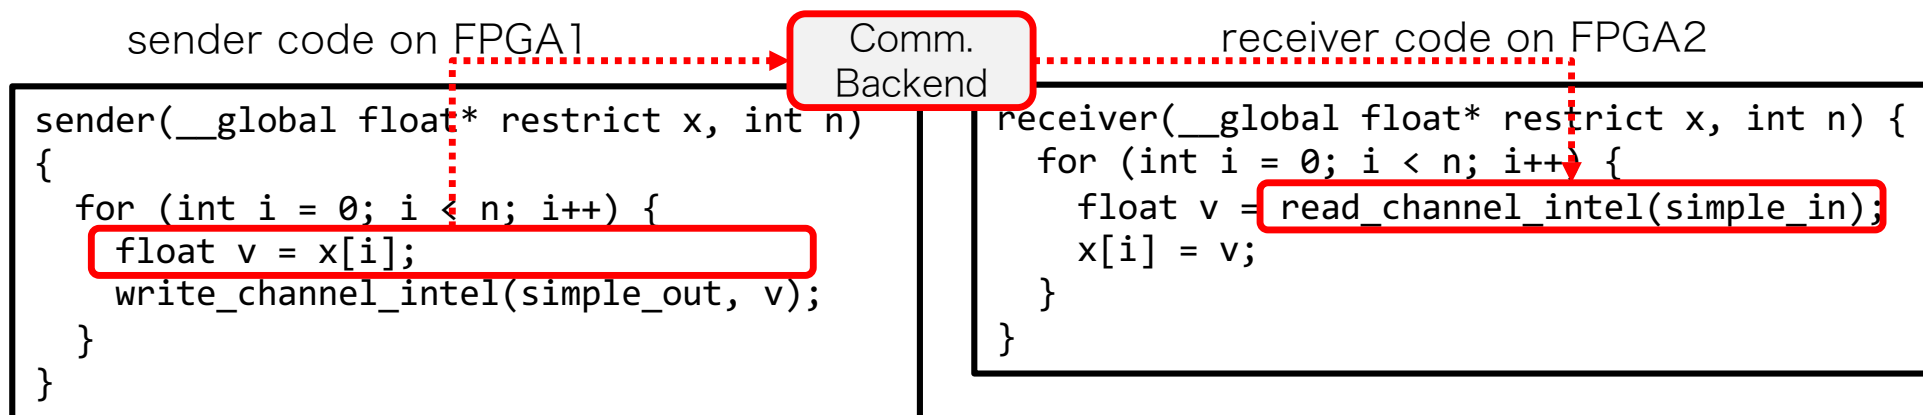 sender code on FPGA1
Comm.
Backend
receiver code on FPGA2
sender(__global float* restrict x, int n)
{
  for (int i = 0; i < n; i++) {
    float v = x[i];
    write_channel_intel(simple_out, v);
  }
}
receiver(__global float* restrict x, int n) {
  for (int i = 0; i < n; i++) {
    float v = read_channel_intel(simple_in);
    x[i] = v;
  }
}